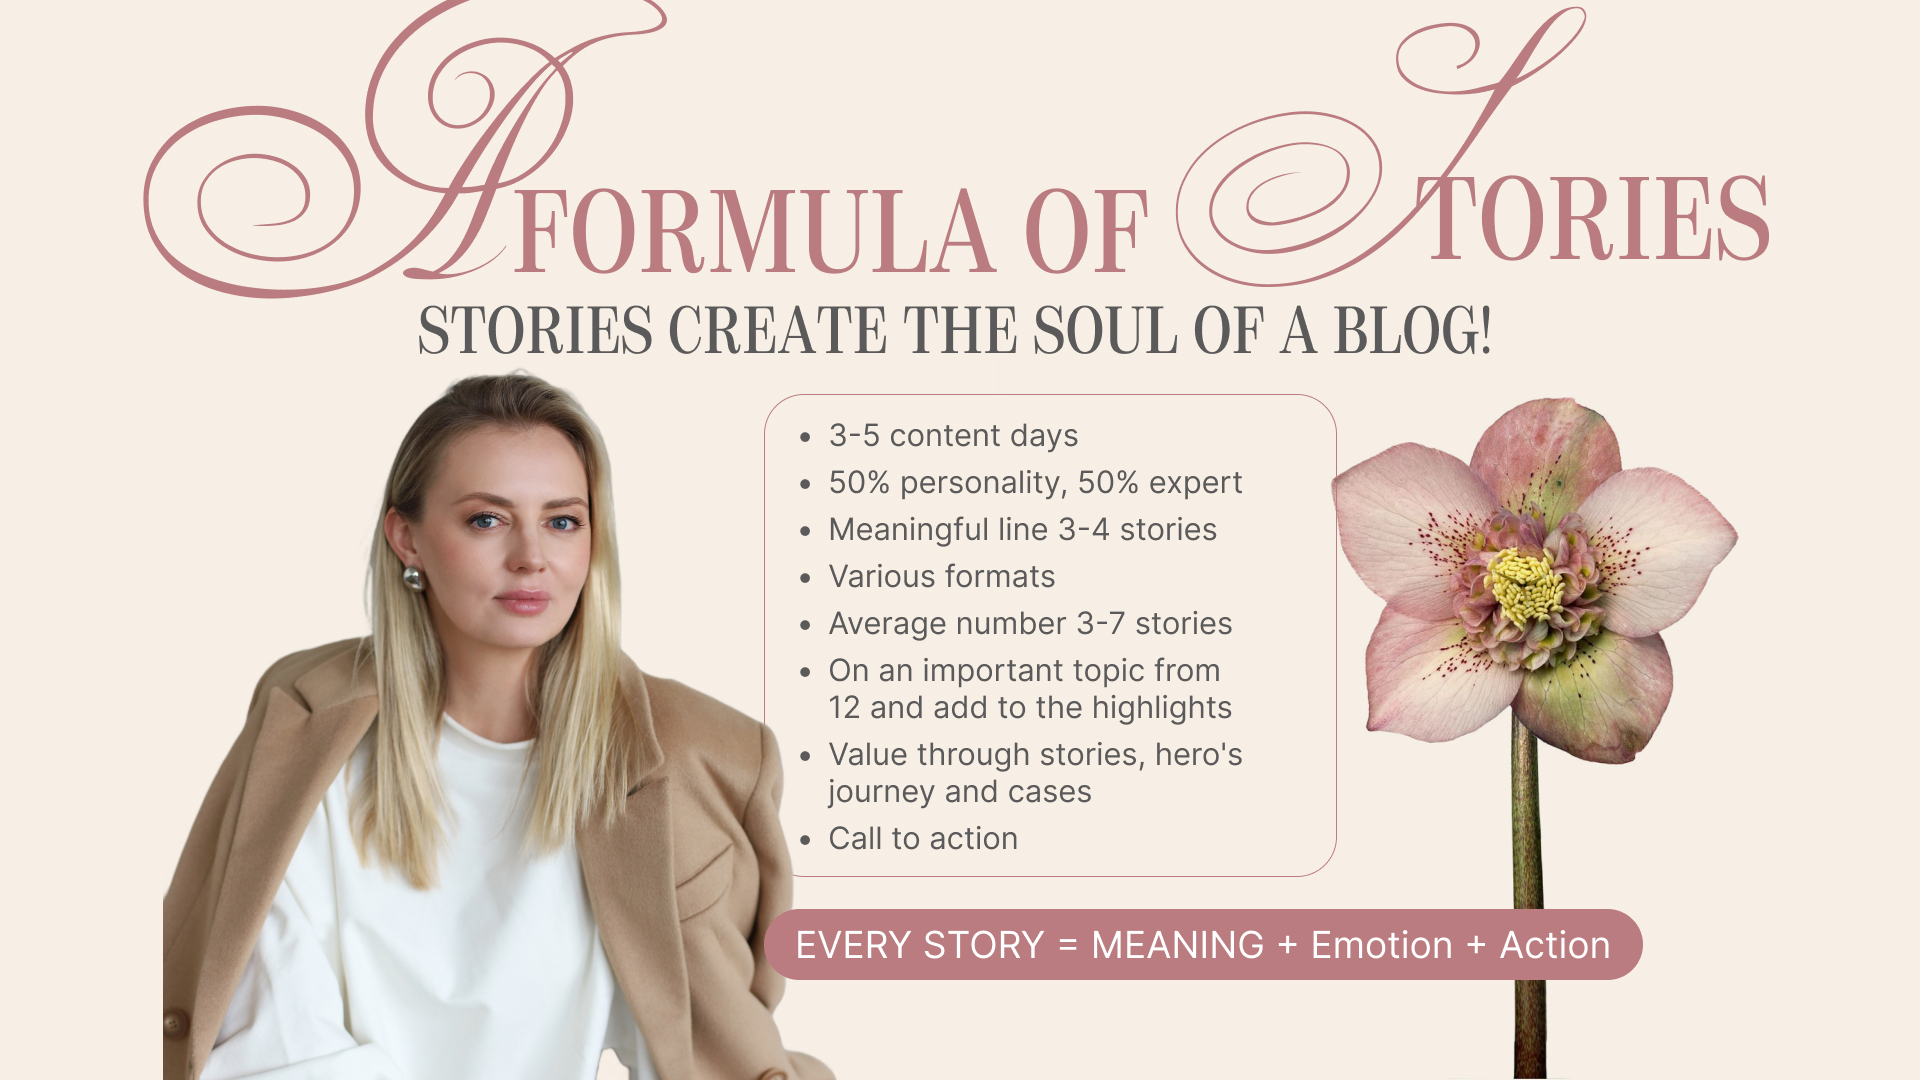 A FORMULA OF STORIES
STORIES CREATE THE SOUL OF A BLOG!
• 3-5 content days
• 50% personality, 50% expert
• Meaningful line 3-4 stories
• Various formats
• Average number 3-7 stories
• On an important topic from
12 and add to the highlights
• Value through stories, hero's
journey and cases
• Call to action
EVERY STORY = MEANING + Emotion + Action